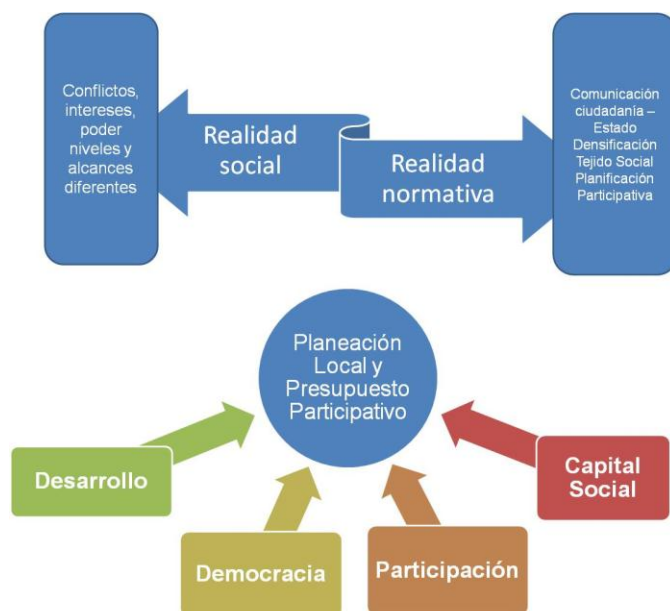 Conflictos,
intereses,
poder
niveles y
alcances
diferentes
Realidad
social
Realidad
normativa
Comunicación
ciudadanía –
Estado
Densificación
Tejido Social
Planificación
Participativa
Planeación
Local y
Presupuesto
Participativo
Desarrollo
Democracia
Participación
Capital
Social